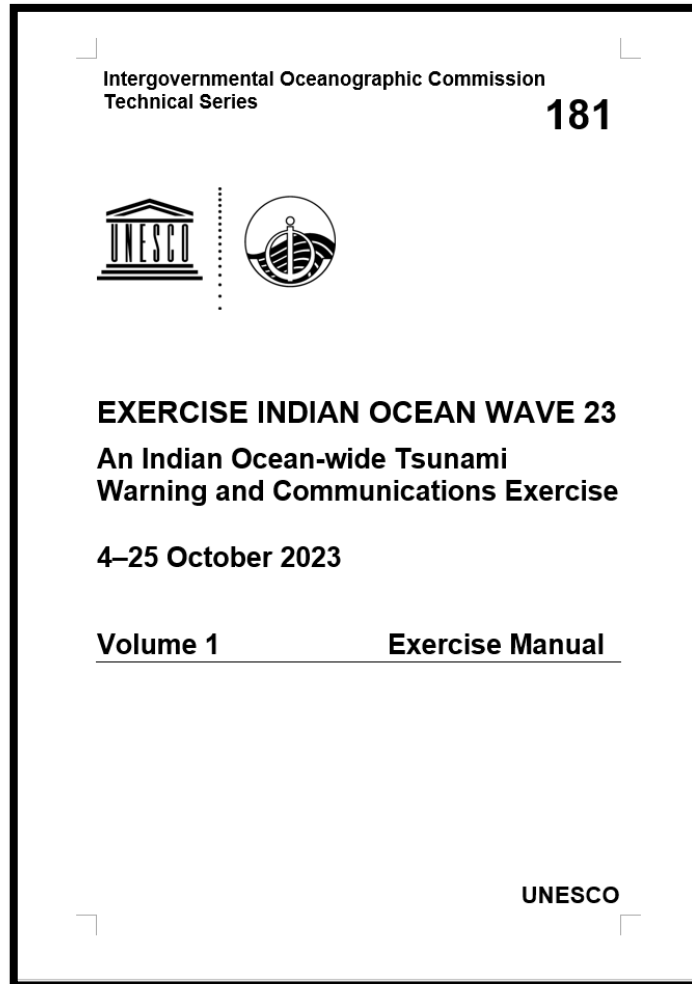 Intergovernmental Oceanographic Commission
Technical Series
181
UNESCO
EXERCISE INDIAN OCEAN WAVE 23
An Indian Ocean-wide Tsunami
Warning and Communications Exercise
4–25 October 2023
Volume 1 Exercise Manual
UNESCO